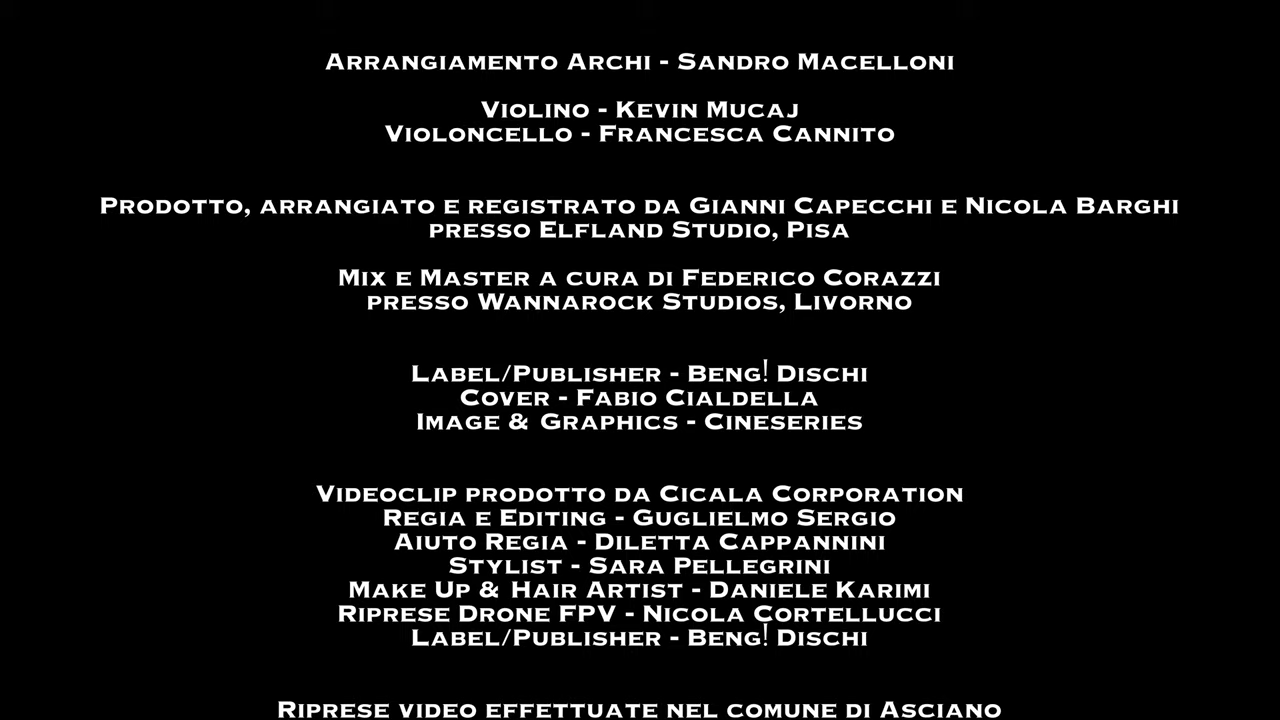 Arrangiamento Archi - Sandro Macelloni
Violino - Kevin Mucaj
Violoncello - Francesca Cannito
Prodotto, arrangiato e registrato da Gianni Capecchi e Nicola Barghi
presso Elfland Studio, Pisa
Mix e Master a cura di Federico Corazzi
presso Wannarock Studios, Livorno
Label/Publisher - Beng! Dischi
Cover - Fabio Cialdella
Image & Graphics - Cineseries
Videoclip prodotto da Cicala Corporation
Regia e Editing - Guglielmo Sergio
Aiuto Regia - Diletta Cappannini
Stylist - Sara Pellegrini
Make Up & Hair Artist - Daniele Karimi
Riprese Drone FPV - Nicola Cortellucci
Label/Publisher - Beng! Dischi
Riprese video effettuate nel comune di Asciano